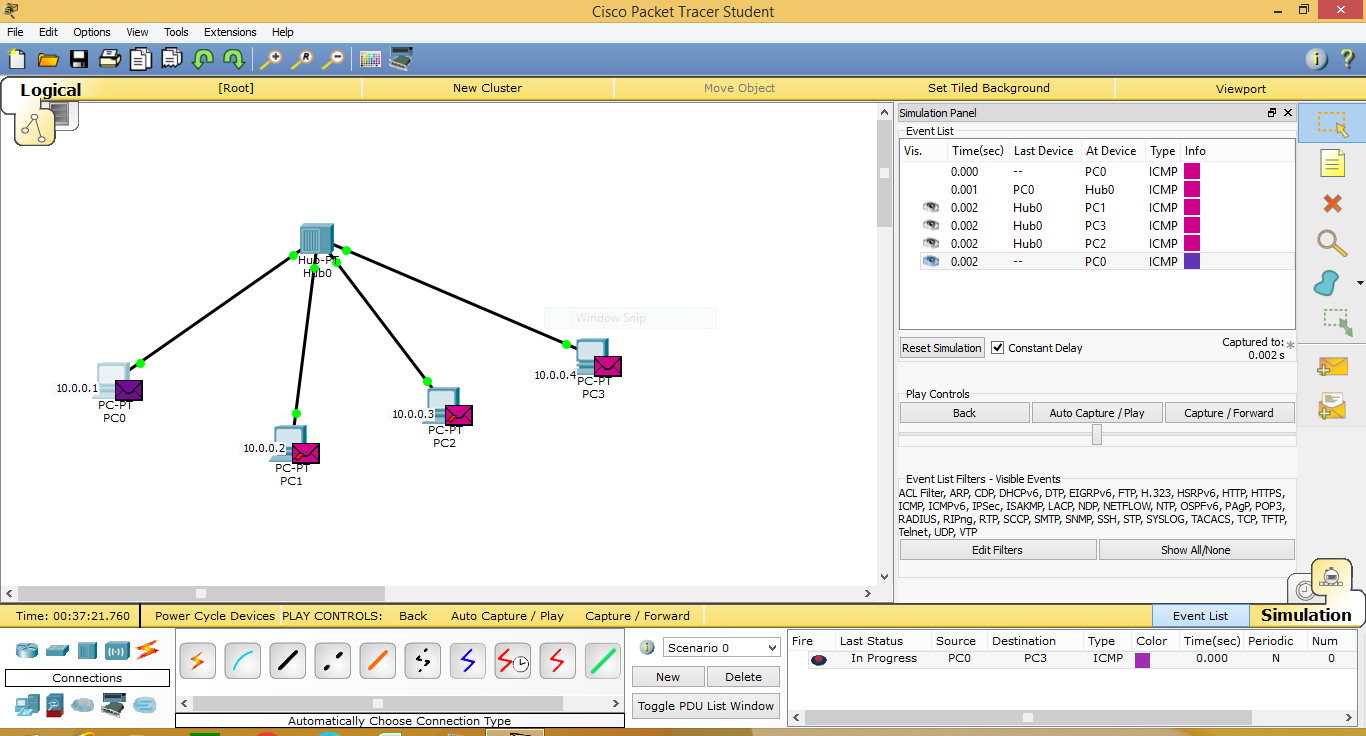 Cisco Packet Tracer Student
File Edit Options View Tools Extensions Help
Logical [Root] New Cluster Move Object Set Tiled Background Viewport
Hub-PT
Hub0
Window Snip
10.0.0.1
PC-PT
PC0
10.0.0.2
PC-PT
PC1
10.0.0.3
PC-PT
PC2
10.0.0.4
PC-PT
PC3
Simulation Panel
Event List
Vis. Time(sec) Last Device At Device Type Info
0.000 -- PC0 ICMP
0.001 PC0 Hub0 ICMP
0.002 Hub0 PC1 ICMP
0.002 Hub0 PC3 ICMP
0.002 Hub0 PC2 ICMP
0.002 -- PC0 ICMP
Reset Simulation Constant Delay Captured to: *
0.002 s
Play Controls
Back Auto Capture / Play Capture / Forward
Event List Filters - Visible Events
ACL Filter, ARP, CDP, DHCPv6, DTP, EIGRPv6, FTP, H.323, HSRPv6, HTTP, HTTPS,
ICMP, ICMPv6, IPSec, ISAKMP, LACP, NDP, NETFLOW, NTP, OSPFv6, PAgP, POP3,
RADIUS, RIPng, RTP, SCCP, SMTP, SNMP, SSH, STP, SYSLOG, TACACS, TCP, TFTP,
Telnet, UDP, VTP
Edit Filters Show All/None
Time: 00:37:21.760 Power Cycle Devices PLAY CONTROLS: Back Auto Capture / Play Capture / Forward Event List Simulation
Connections
Automatically Choose Connection Type
Scenario 0
New Delete
Toggle PDU List Window
Fire Last Status Source Destination Type Color Time(sec) Periodic Num
In Progress PC0 PC3 ICMP 0.000 N 0